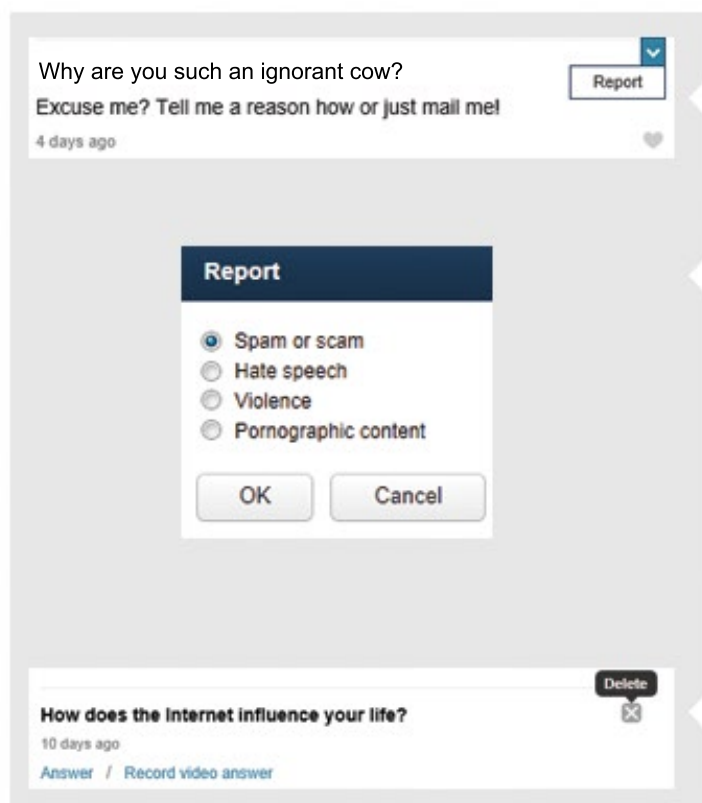 Why are you such an ignorant cow?
Report
Excuse me? Tell me a reason how or just mail me!
4 days ago
Report
Spam or scam
Hate speech
Violence
Pornographic content
OK Cancel
Delete
How does the Internet influence your life?
10 days ago
Answer / Record video answer